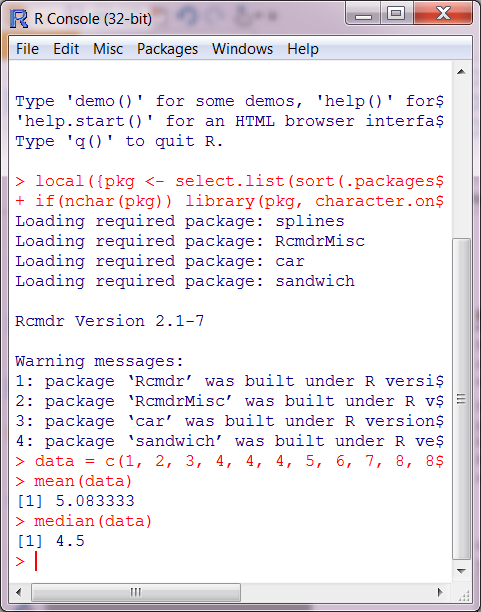 R Console (32-bit)
File Edit Misc Packages Windows Help
Type 'demo()' for some demos, 'help()' for$
'help.start()' for an HTML browser interfa$
Type 'q()' to quit R.
> local({pkg <- select.list(sort(.packages$
+ if(nchar(pkg)) library(pkg, character.on$
Loading required package: splines
Loading required package: RcmdrMisc
Loading required package: car
Loading required package: sandwich
Rcmdr Version 2.1-7
Warning messages:
1: package ‘Rcmdr’ was built under R versi$
2: package ‘RcmdrMisc’ was built under R v$
3: package ‘car’ was built under R version$
4: package ‘sandwich’ was built under R ve$
> data = c(1, 2, 3, 4, 4, 4, 5, 6, 7, 8, 8$
> mean(data)
[1] 5.083333
> median(data)
[1] 4.5
>